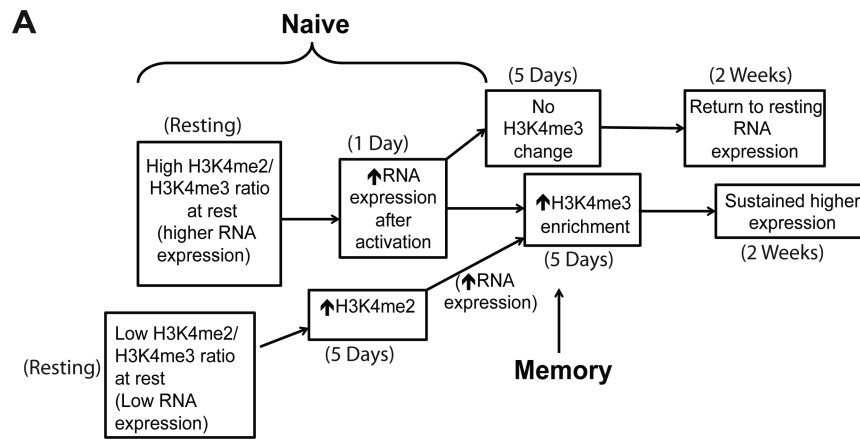 A
Naive
(Resting)
High H3K4me2/
H3K4me3 ratio
at rest
(higher RNA
expression)
(1 Day)
🡅RNA
expression
after
activation
(5 Days)
No
H3K4me3
change
(2 Weeks)
Return to resting
RNA
expression
🡅H3K4me3
enrichment
(5 Days)
Sustained higher
expression
(2 Weeks)
(Resting)
Low H3K4me2/
H3K4me3 ratio
at rest
(Low RNA
expression)
🡅H3K4me2
(5 Days)
(🡅RNA
expression)
Memory